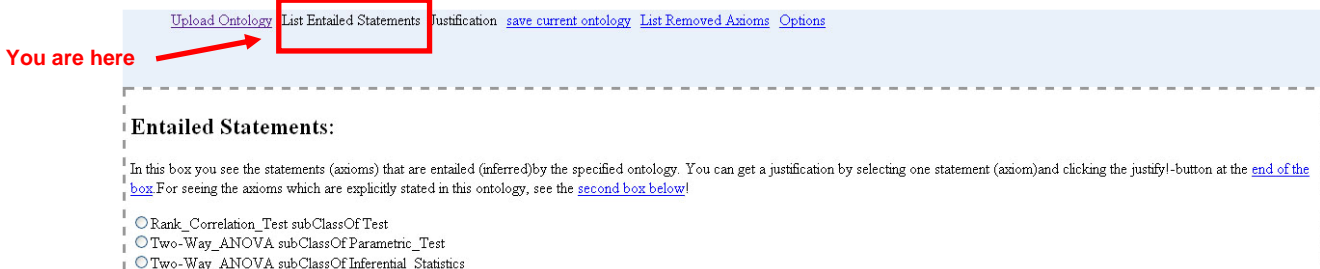 Upload Ontology List Entailed Statements Justification save current ontology List Removed Axioms Options
You are here
Entailed Statements:
In this box you see the statements (axioms) that are entailed (inferred)by the specified ontology. You can get a justification by selecting one statement (axiom)and clicking the justify!-button at the end of the
box.For seeing the axioms which are explicitly stated in this ontology, see the second box below!
Rank_Correlation_Test subClassOf Test
Two-Way_ANOVA subClassOf Parametric_Test
Two-Way_ANOVA subClassOf Inferential_Statistics